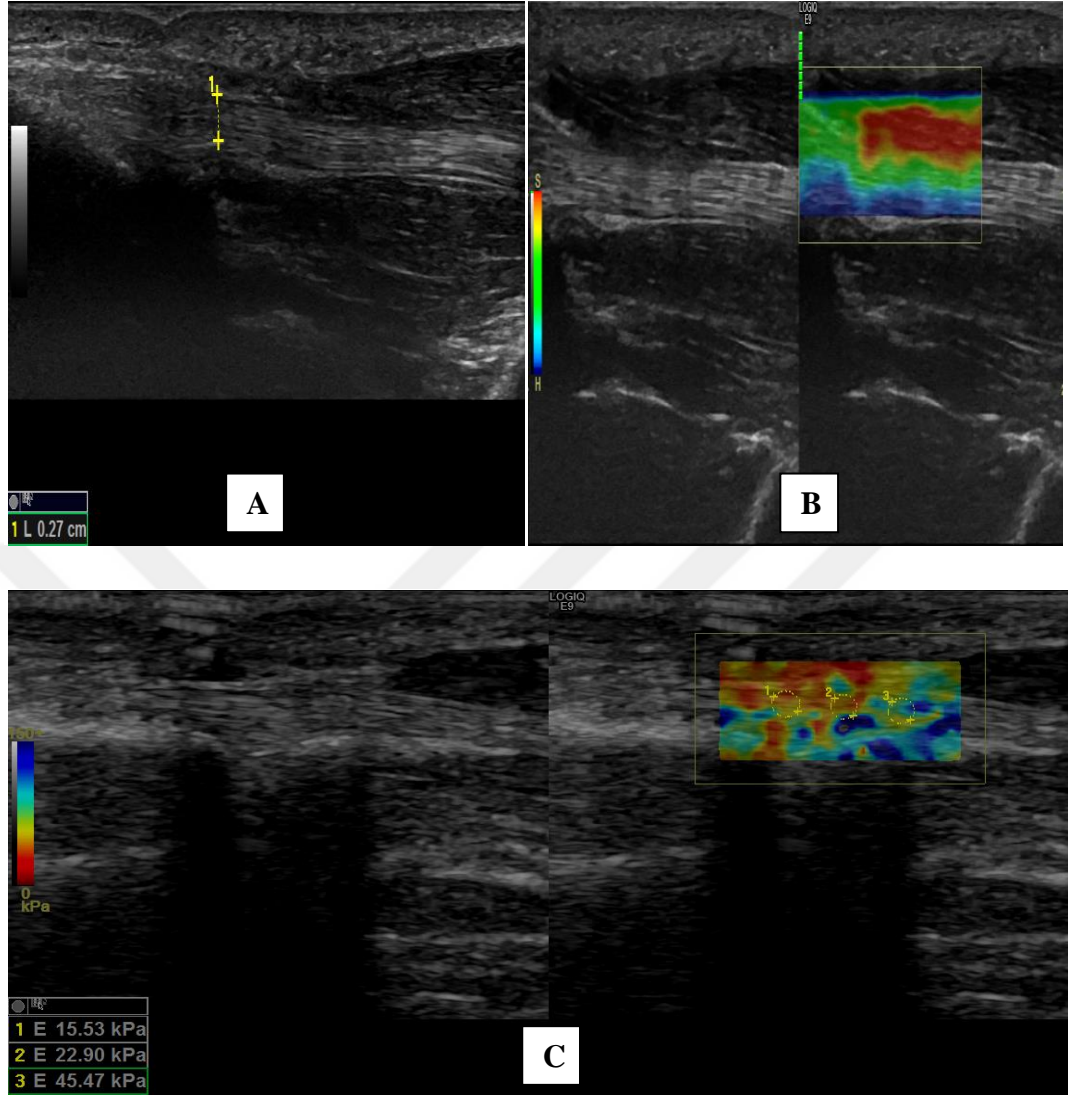 1
1 L 0.27 cm
A
LOGIQ
E9
S
H
B
LOGIQ
E9
1
2
3
0
kPa
1 E 15.53 kPa
2 E 22.90 kPa
3 E 45.47 kPa
C